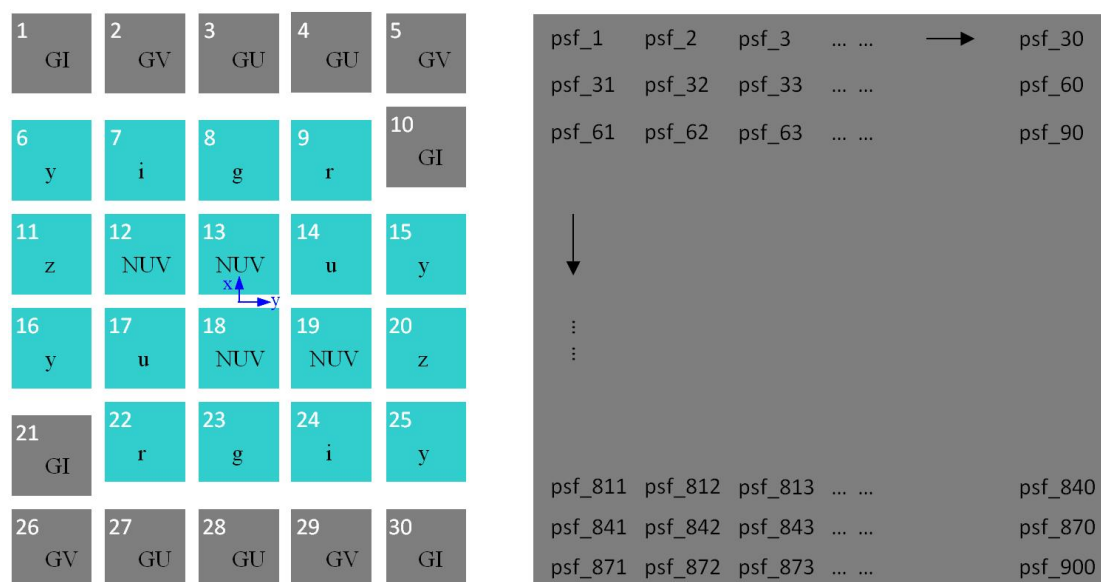 1 2 3 4 5
GI GV GU GU GV
6 7 8 9 10
y i g r GI
11 12 13 14 15
z NUV NUV u y
x
y
16 17 18 19 20
y u NUV NUV z
21 22 23 24 25
GI r g i y
26 27 28 29 30
GV GU GU GV GI
psf_1 psf_2 psf_3 ... ... psf_30
psf_31 psf_32 psf_33 ... ... psf_60
psf_61 psf_62 psf_63 ... ... psf_90
...
...
psf_811 psf_812 psf_813 ... ... psf_840
psf_841 psf_842 psf_843 ... ... psf_870
psf_871 psf_872 psf_873 ... ... psf_900